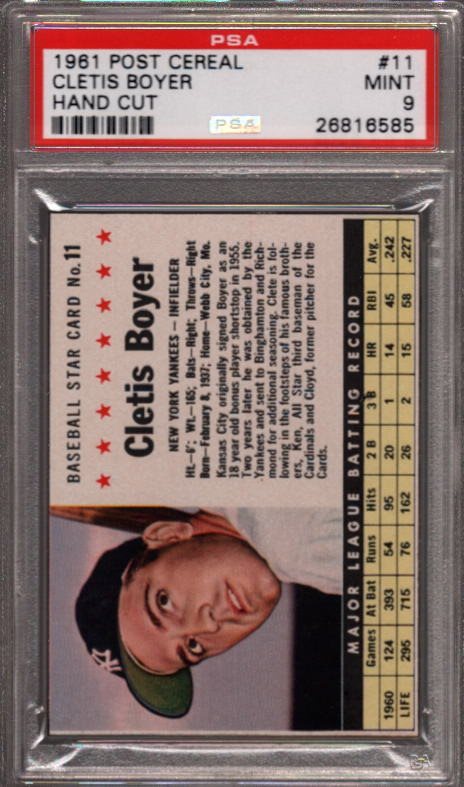 PSA
1961 POST CEREAL #11
CLETIS BOYER MINT
HAND CUT 9
PSA
26816585
BASEBALL STAR CARD No. 11
Cletis Boyer
NEW YORK YANKEES — INFIELDER
Ht.—6'; Wt.—165; Bats—Right; Throws—Right
Born—February 8, 1937; Home—Webb City, Mo.
Kansas City originally signed Boyer as an
18 year old bonus player shortstop in 1955.
Two years later he was obtained by the
Yankees and sent to Binghamton and Rich-
mond for additional seasoning. Clete is fol-
lowing in the footsteps of his famous broth-
ers, Ken, All Star third baseman of the
Cardinals and Cloyd, former pitcher for the
Cards.
NY
MAJOR LEAGUE BATTING RECORD
Games At Bat Runs Hits 2 B 3 B HR RBI Avg.
1960 124 393 54 95 20 1 14 45 .242
LIFE 295 715 76 162 26 2 15 58 .227